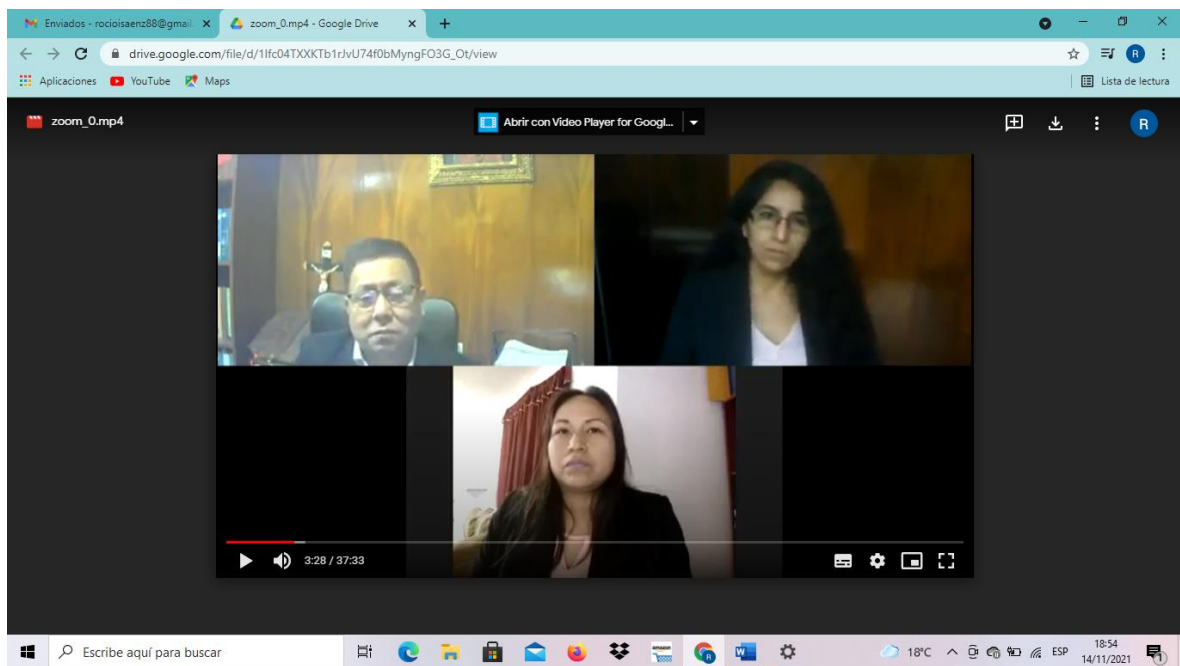 Enviados - rocioisaenz88@gmail.
zoom_0.mp4 - Google Drive
drive.google.com/file/d/1Ifc04TXXKTb1rJvU74f0bMyngFO3G_Ot/view
R
Aplicaciones YouTube Maps
Lista de lectura
zoom_0.mp4
Abrir con Video Player for Googl...
R
3:28 / 37:33
Escribe aquí para buscar
18°C
ESP
18:54
14/11/2021
1